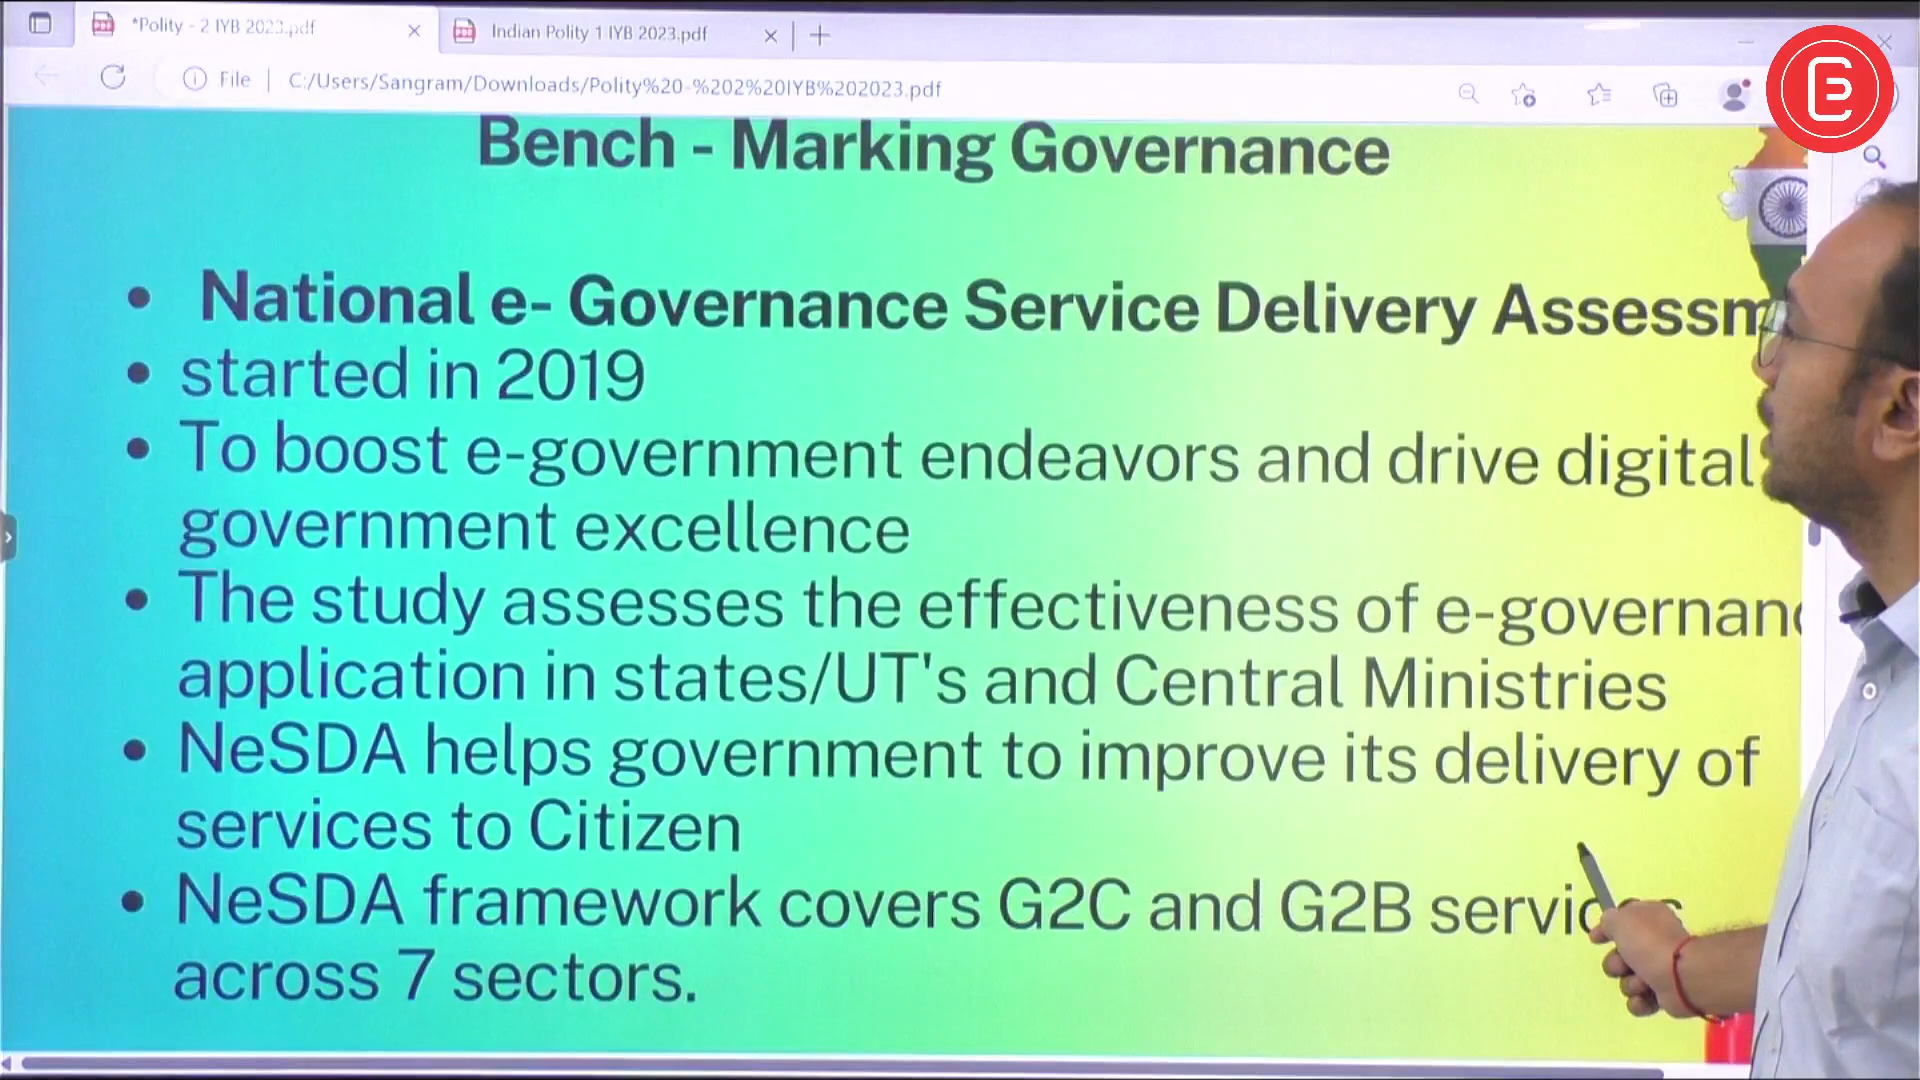 *Polity - 2 IYB 2023.pdf
Indian Polity 1 IYB 2023.pdf
File
C:/Users/Sangram/Downloads/Polity%20-%202%20IYB%202023.pdf
Bench - Marking Governance
• National e- Governance Service Delivery Assessm
• started in 2019
• To boost e-government endeavors and drive digital
government excellence
• The study assesses the effectiveness of e-governanc
application in states/UT's and Central Ministries
• NeSDA helps government to improve its delivery of
services to Citizen
• NeSDA framework covers G2C and G2B services
across 7 sectors.